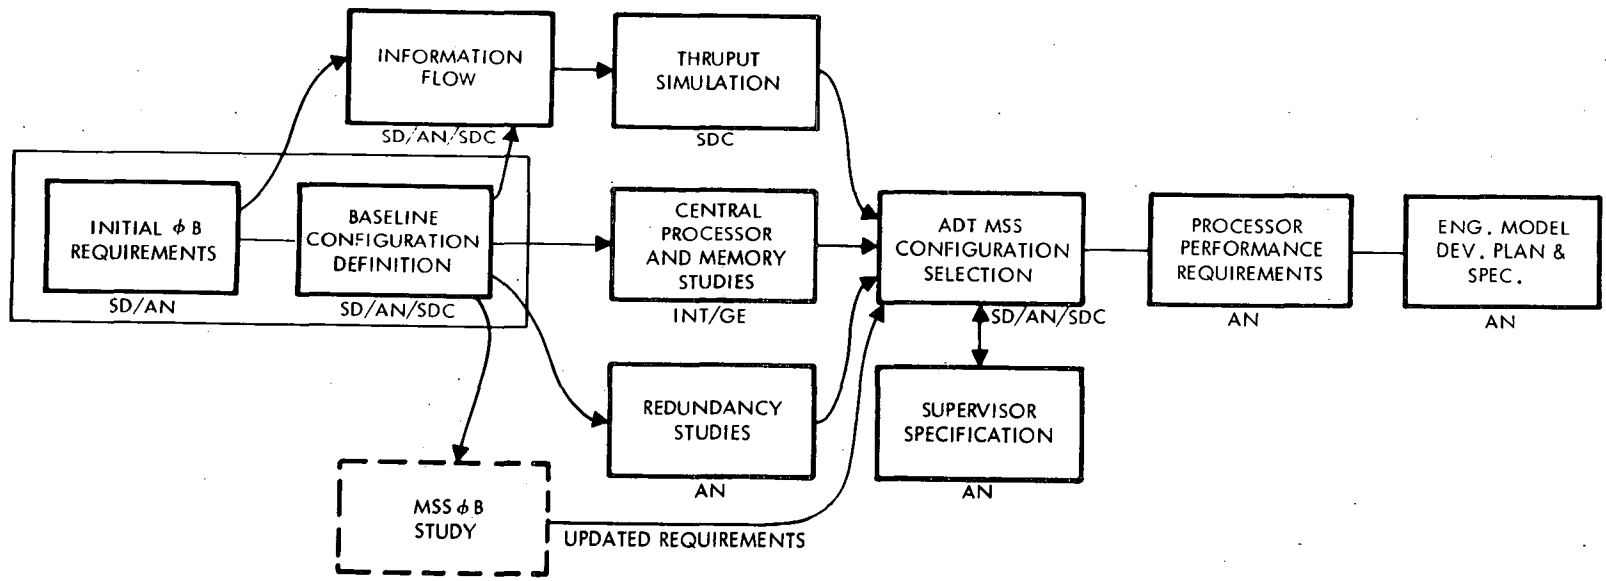 INFORMATION
FLOW
SD/AN/SDC
THRUPUT
SIMULATION
SDC
INITIAL ϕ B
REQUIREMENTS
SD/AN
BASELINE
CONFIGURATION
DEFINITION
SD/AN/SDC
CENTRAL
PROCESSOR
AND MEMORY
STUDIES
INT/GE
ADT MSS
CONFIGURATION
SELECTION
SD/AN/SDC
PROCESSOR
PERFORMANCE
REQUIREMENTS
AN
ENG. MODEL
DEV. PLAN &
SPEC.
AN
REDUNDANCY
STUDIES
AN
SUPERVISOR
SPECIFICATION
AN
MSS ϕ B
STUDY
UPDATED REQUIREMENTS